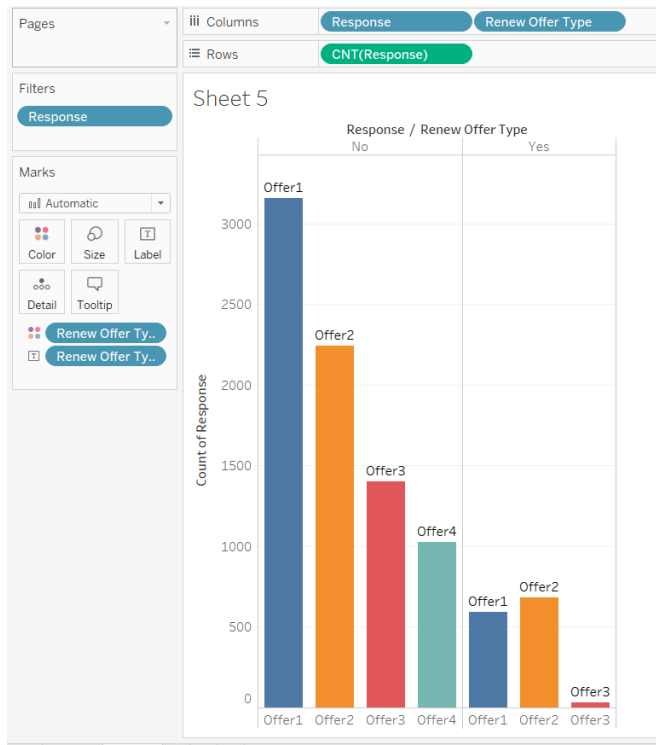 Pages
Columns
Response
Renew Offer Type
Rows
CNT(Response)
Filters
Response
Marks
Automatic
Color
Size
Label
Detail
Tooltip
Renew Offer Ty..
Renew Offer Ty..
Sheet 5
Response / Renew Offer Type
No
Yes
Count of Response
3000
2500
2000
1500
1000
500
0
Offer1
Offer2
Offer3
Offer4
Offer1
Offer2
Offer3
Offer1 Offer2 Offer3 Offer4 Offer1 Offer2 Offer3